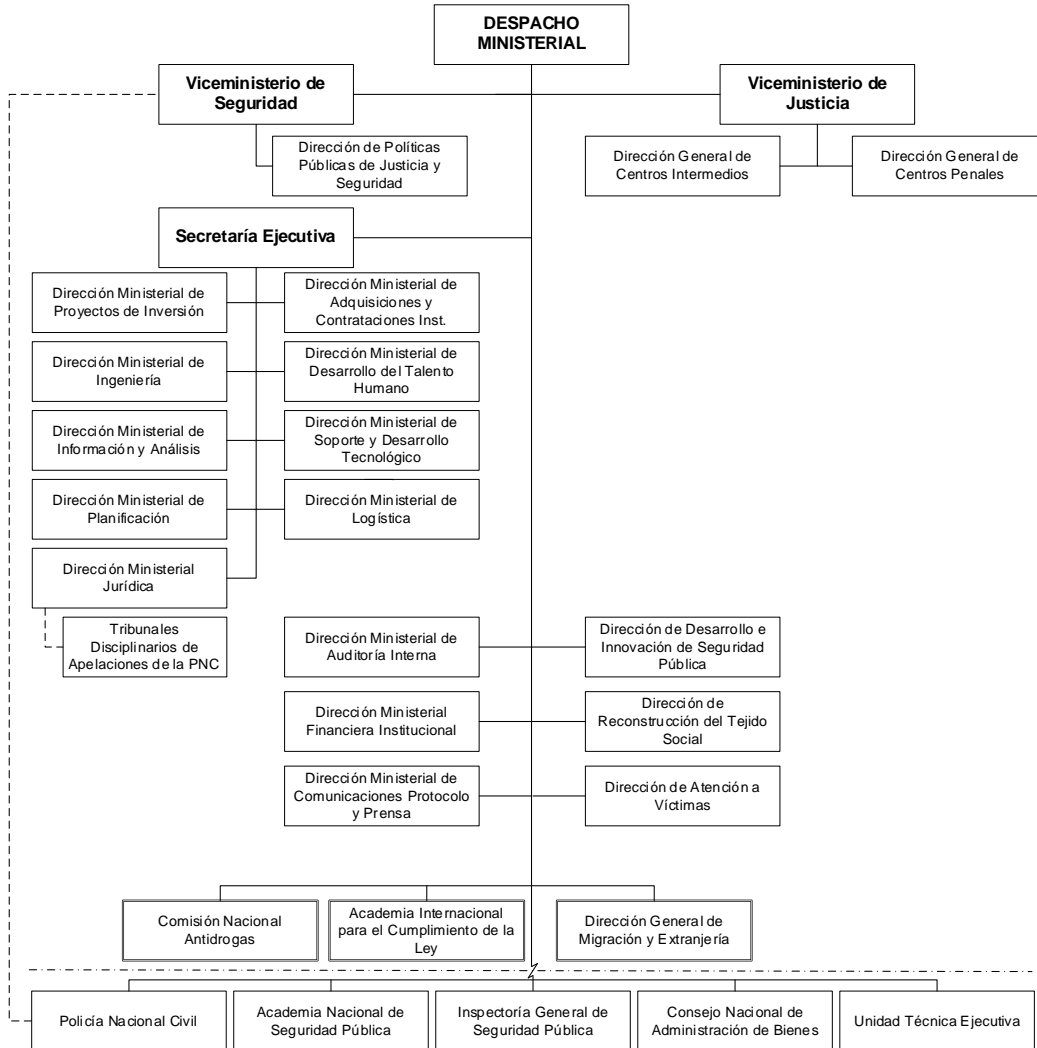 DESPACHO
MINISTERIAL
Viceministerio de
Seguridad
Viceministerio de
Justicia
Dirección de Políticas
Públicas de Justicia y
Seguridad
Dirección General de
Centros Intermedios
Dirección General de
Centros Penales
Secretaría Ejecutiva
Dirección Ministerial de
Proyectos de Inversión
Dirección Ministerial de
Adquisiciones y
Contrataciones Inst.
Dirección Ministerial de
Ingeniería
Dirección Ministerial de
Desarrollo del Talento
Humano
Dirección Ministerial de
Información y Análisis
Dirección Ministerial de
Soporte y Desarrollo
Tecnológico
Dirección Ministerial de
Planificación
Dirección Ministerial de
Logística
Dirección Ministerial
Jurídica
Tribunales
Disciplinarios de
Apelaciones de la PNC
Dirección Ministerial de
Auditoría Interna
Dirección de Desarrollo e
Innovación de Seguridad
Pública
Dirección Ministerial
Financiera Institucional
Dirección de
Reconstrucción del Tejido
Social
Dirección Ministerial de
Comunicaciones Protocolo
y Prensa
Dirección de Atención a
Víctimas
Comisión Nacional
Antidrogas
Academia Internacional
para el Cumplimiento de la
Ley
Dirección General de
Migración y Extranjería
Policía Nacional Civil
Academia Nacional de
Seguridad Pública
Inspectoría General de
Seguridad Pública
Consejo Nacional de
Administración de Bienes
Unidad Técnica Ejecutiva